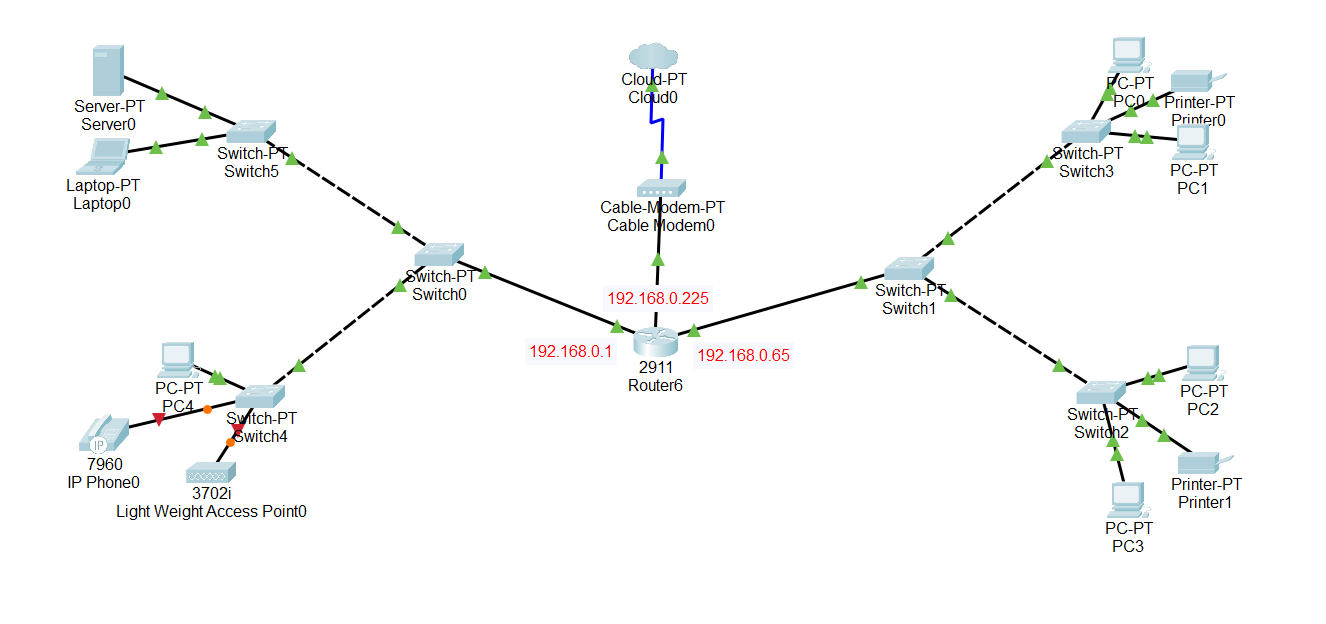 Server-PT
Server0
Laptop-PT
Laptop0
Switch-PT
Switch5
Cloud-PT
Cloud0
Cable-Modem-PT
Cable Modem0
PC-PT
PC0
Printer-PT
Printer0
Switch-PT
Switch3
PC-PT
PC1
Switch-PT
Switch0
Switch-PT
Switch1
192.168.0.225
192.168.0.1
192.168.0.65
2911
Router6
PC-PT
PC4
Switch-PT
Switch4
IP
7960
IP Phone0
3702i
Light Weight Access Point0
PC-PT
PC2
Switch-PT
Switch2
Printer-PT
Printer1
PC-PT
PC3